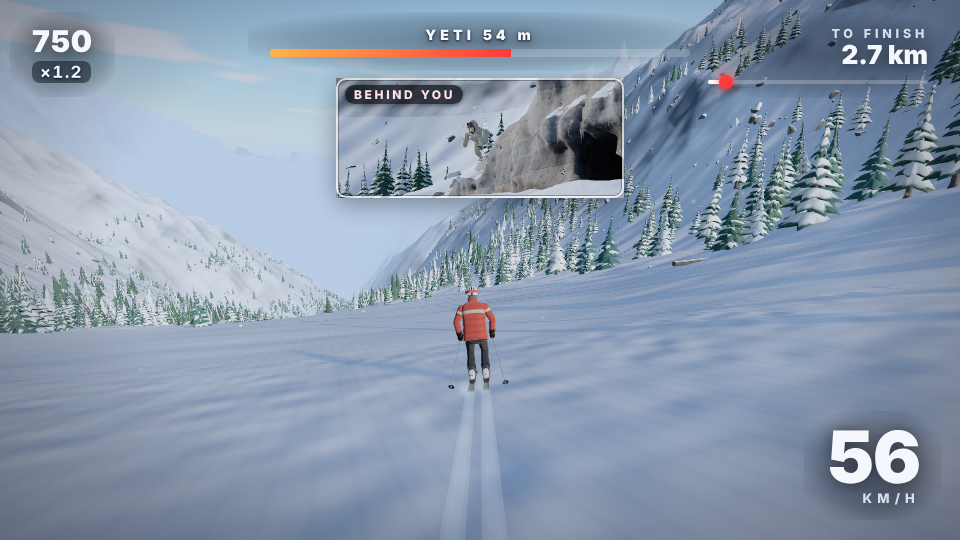 750
×1.2
YETI 54 m
BEHIND YOU
TO FINISH
2.7 km
56
KM/H